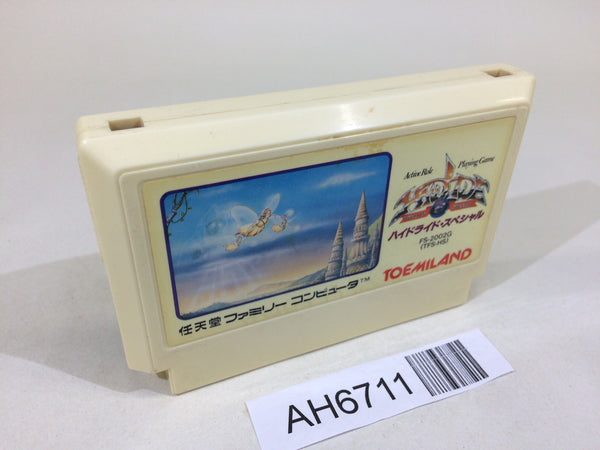 Action Role Playing Game
HYDLIDE
ハイドライド・スペシャル
FS-2002G
(TFS-HS)
TOEMILAND
任天堂 ファミリー コンピュータ™
AH6711